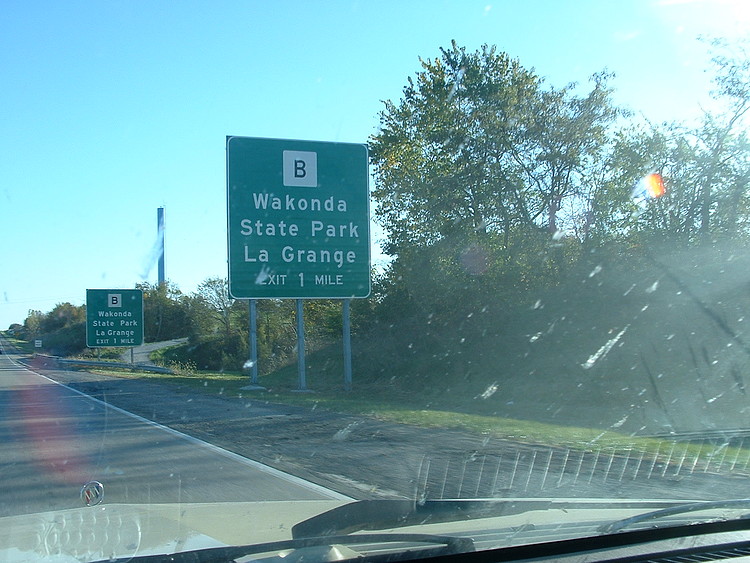 B
Wakonda
State Park
La Grange
EXIT 1 MILE
B
Wakonda
State Park
La Grange
EXIT 1 MILE